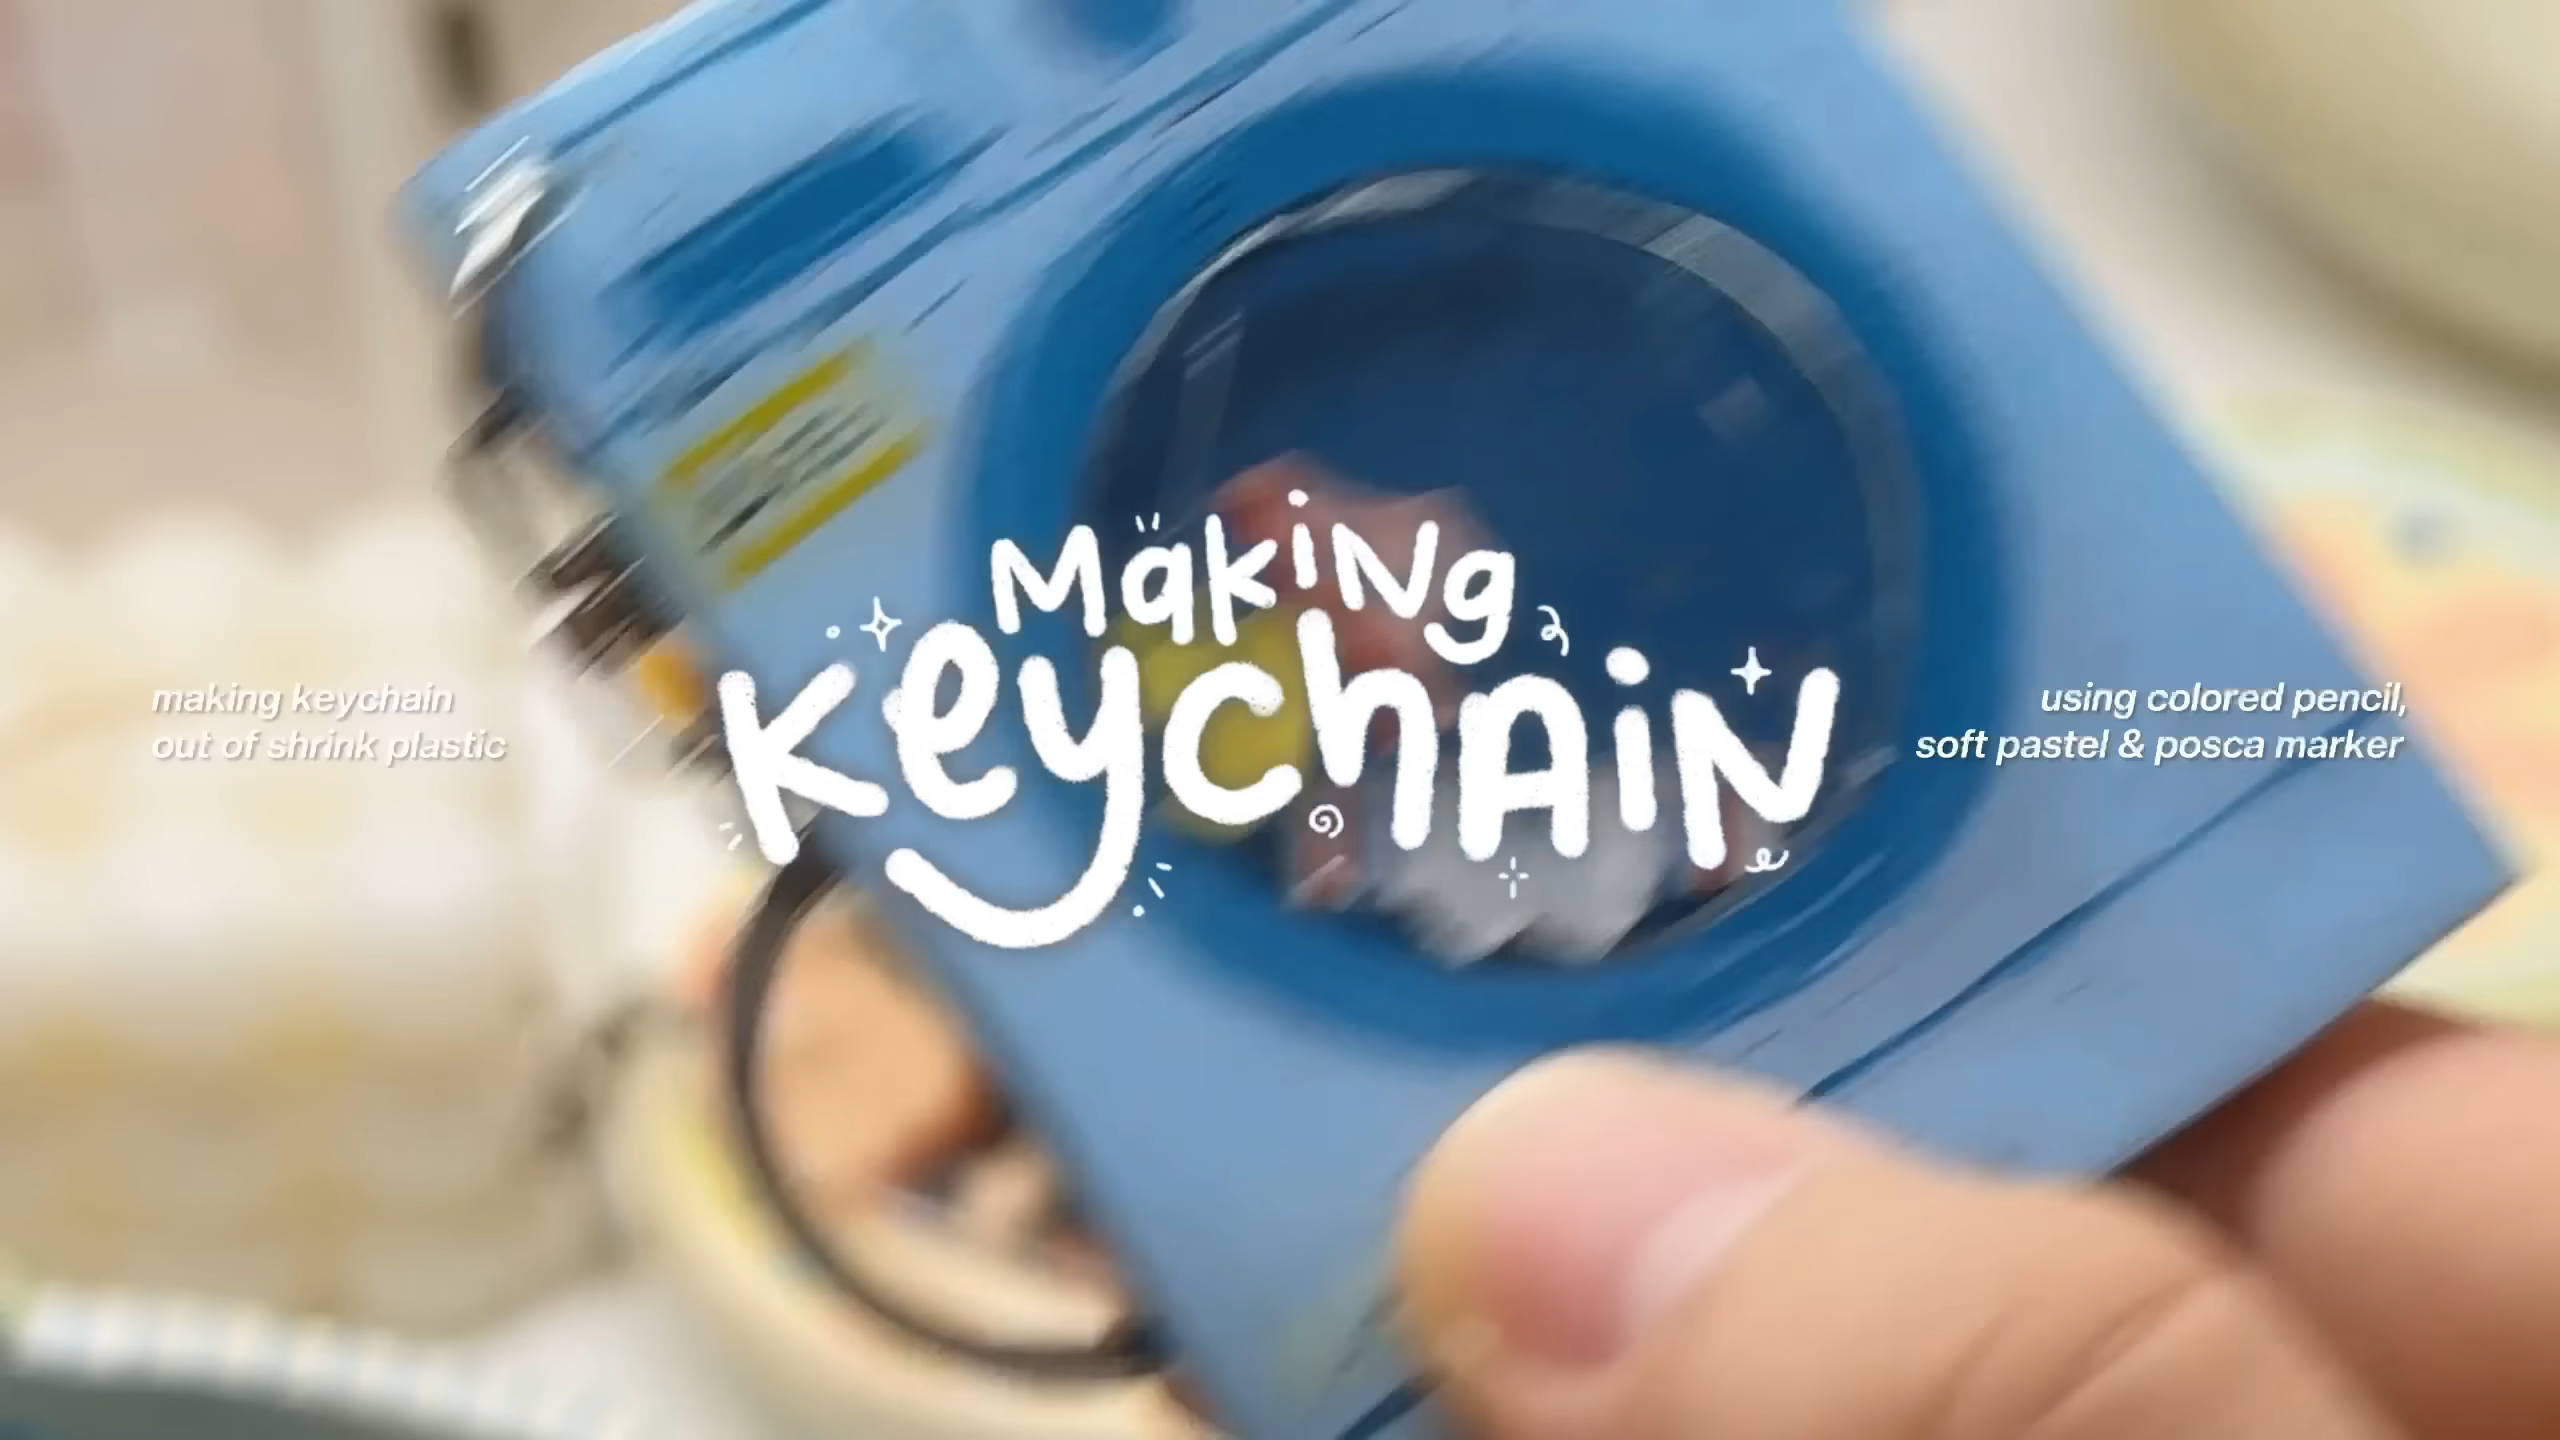 Making
KeychAiN
making keychain
out of shrink plastic
using colored pencil,
soft pastel & posca marker